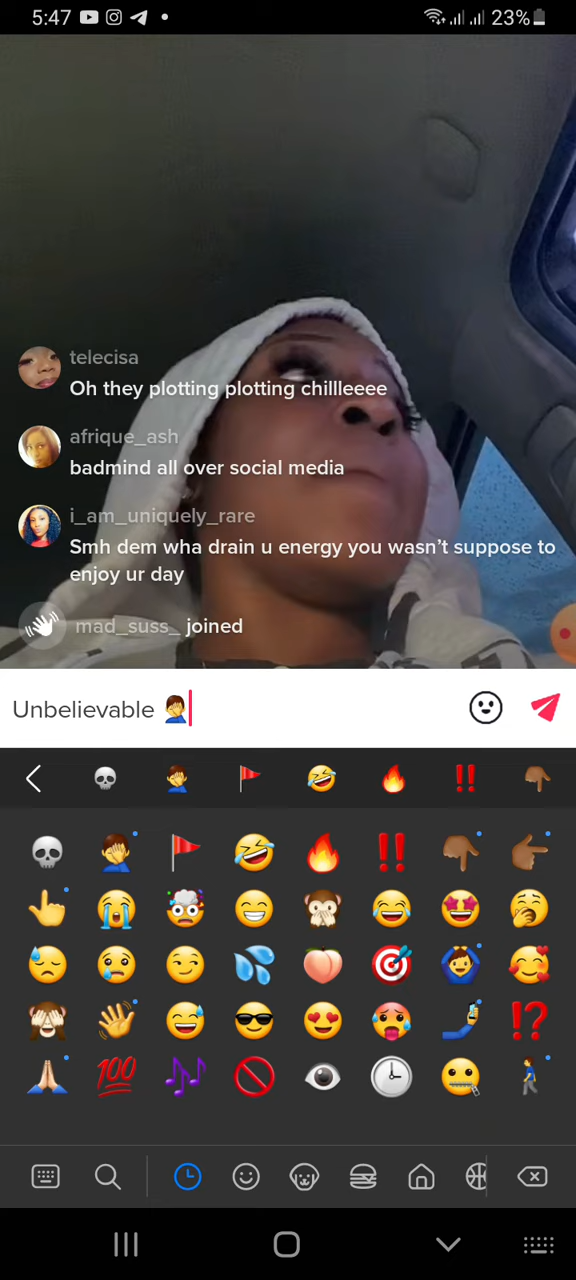 5:47 23%
telecisa
Oh they plotting plotting chillleeee
afrique_ash
badmind all over social media
i_am_uniquely_rare
Smh dem wha drain u energy you wasn't suppose to
enjoy ur day
mad_suss_ joined
Unbelievable 🤦‍♂️